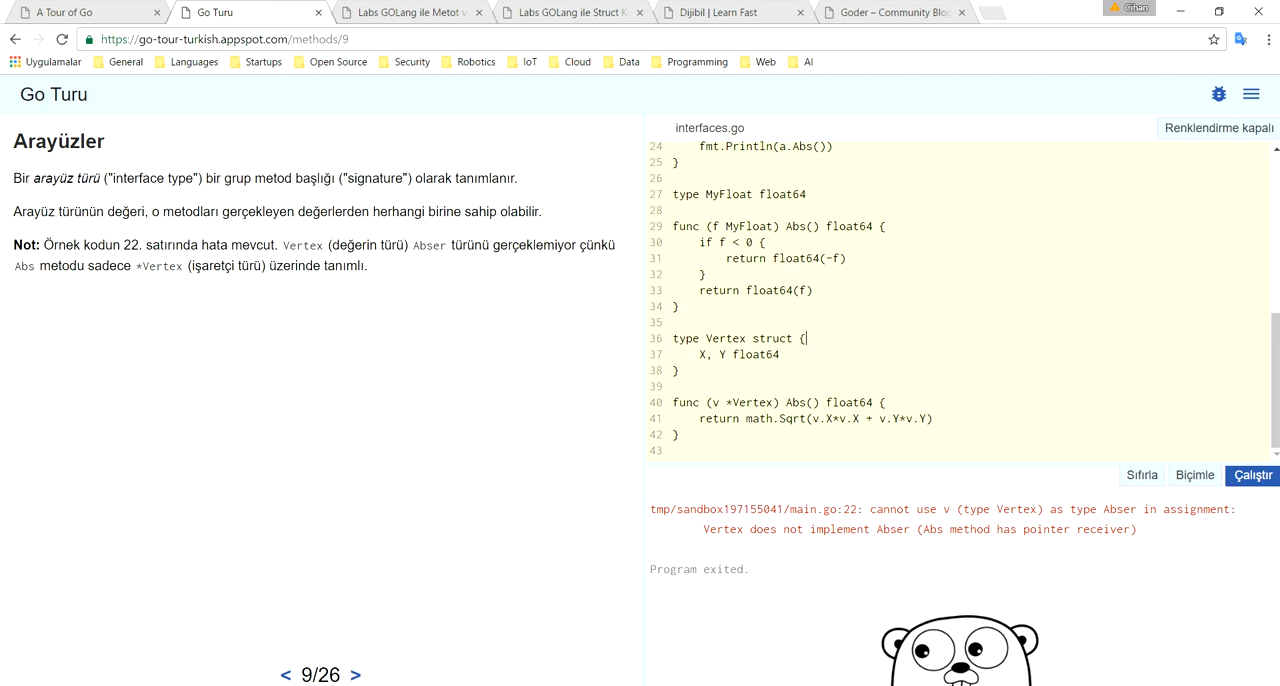 A Tour of Go
Go Turu
Labs GOLang ile Metot v
Labs GOLang ile Struct K
Dijibil | Learn Fast
Goder – Community Blog
Cihan
https://go-tour-turkish.appspot.com/methods/9
Uygulamalar
General
Languages
Startups
Open Source
Security
Robotics
IoT
Cloud
Data
Programming
Web
AI
Go Turu
Arayüzler
Bir arayüz türü ("interface type") bir grup metod başlığı ("signature") olarak tanımlanır.
Arayüz türünün değeri, o metodları gerçekleyen değerlerden herhangi birine sahip olabilir.
Not: Örnek kodun 22. satırında hata mevcut. Vertex (değerin türü) Abser türünü gerçeklemiyor çünkü
Abs metodu sadece *Vertex (işaretçi türü) üzerinde tanımlı.
< 9/26 >
interfaces.go
Renklendirme kapalı
24 fmt.Println(a.Abs())
25 }
26
27 type MyFloat float64
28
29 func (f MyFloat) Abs() float64 {
30 if f < 0 {
31 return float64(-f)
32 }
33 return float64(f)
34 }
35
36 type Vertex struct {
37 X, Y float64
38 }
39
40 func (v *Vertex) Abs() float64 {
41 return math.Sqrt(v.X*v.X + v.Y*v.Y)
42 }
43
Sıfırla
Biçimle
Çalıştır
tmp/sandbox197155041/main.go:22: cannot use v (type Vertex) as type Abser in assignment:
Vertex does not implement Abser (Abs method has pointer receiver)
Program exited.